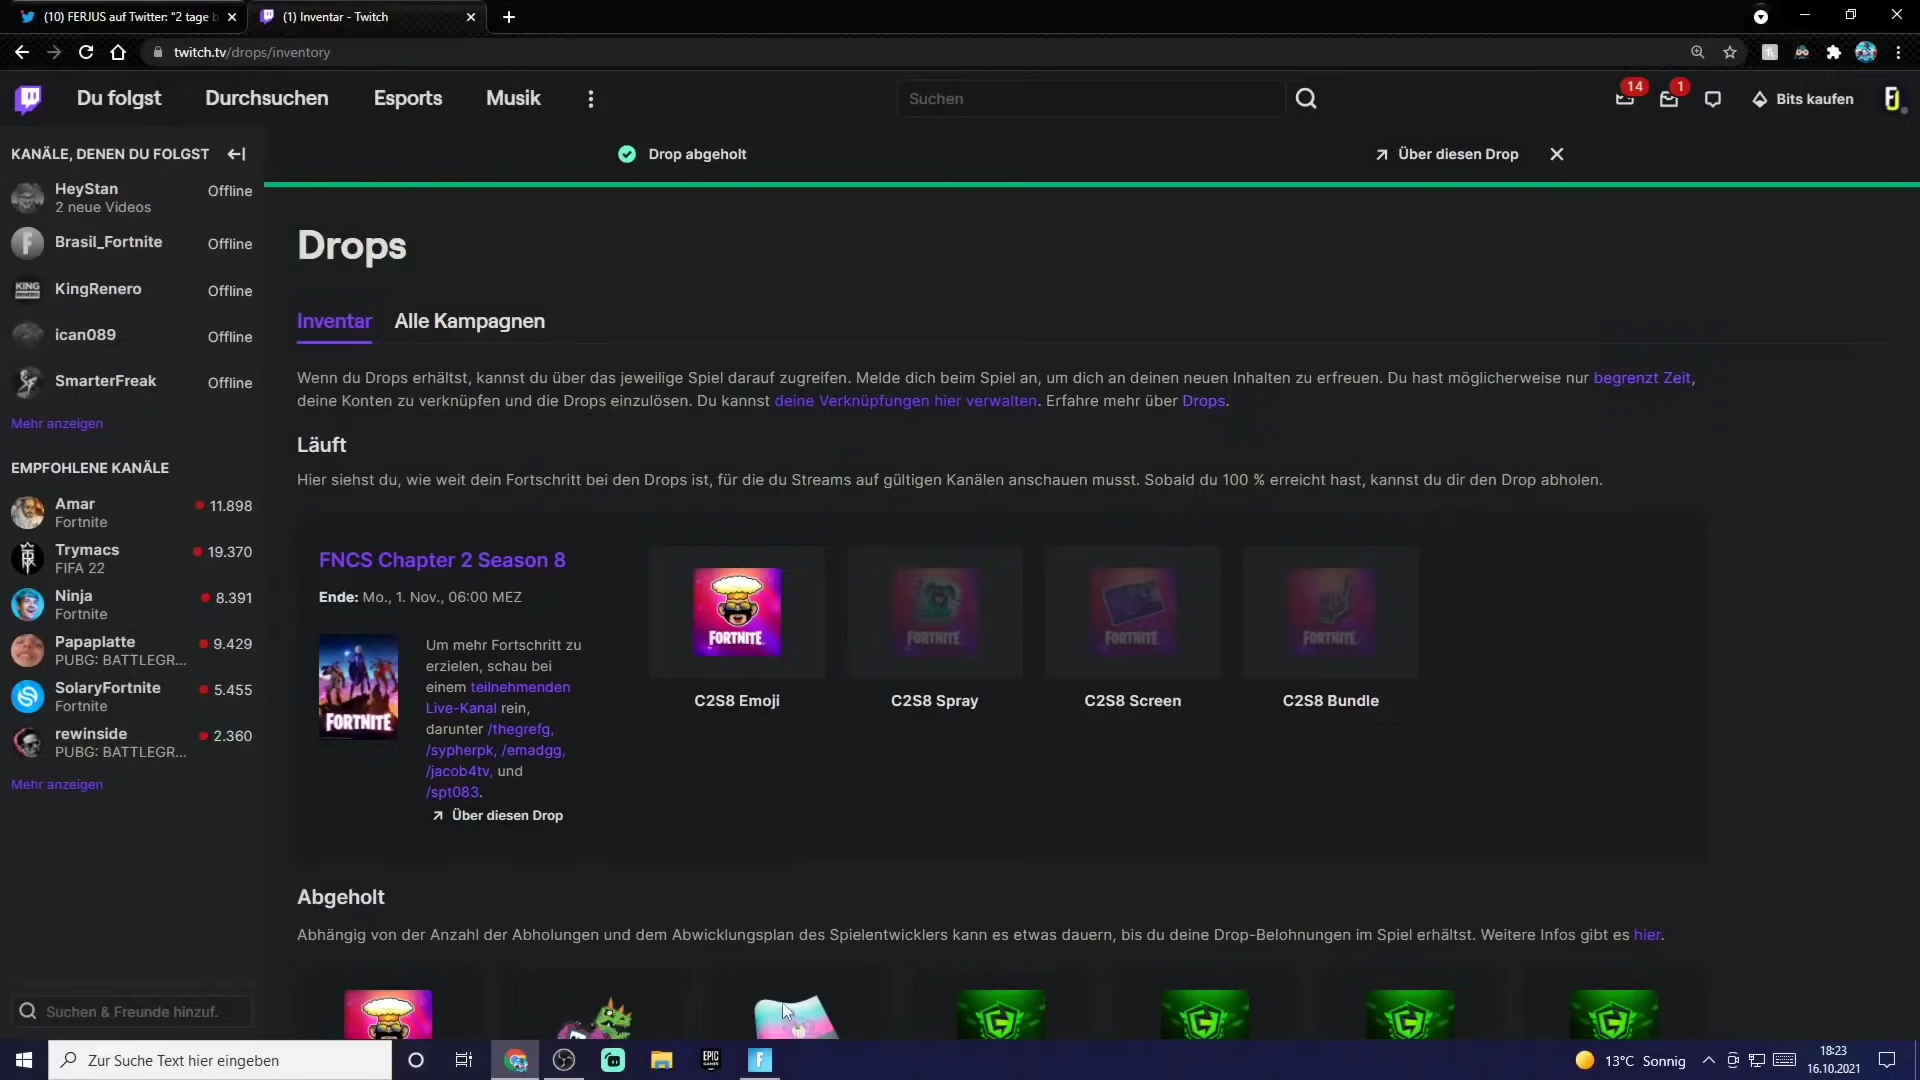 (10) FERJUS auf Twitter: "2 tage b
(1) Inventar - Twitch
twitch.tv/drops/inventory
Du folgst
Durchsuchen
Esports
Musik
Suchen
14
1
Bits kaufen
KANÄLE, DENEN DU FOLGST
HeyStan
Offline
2 neue Videos
Brasil_Fortnite
Offline
KING
RENERO
KingRenero
Offline
ican089
Offline
SmarterFreak
Offline
Mehr anzeigen
EMPFOHLENE KANÄLE
Amar
11.898
Fortnite
Trymacs
19.370
FIFA 22
Ninja
8.391
Fortnite
Papaplatte
9.429
PUBG: BATTLEGR...
SolaryFortnite
5.455
Fortnite
rewinside
2.360
PUBG: BATTLEGR...
Mehr anzeigen
Suchen & Freunde hinzuf.
Drop abgeholt
Über diesen Drop
Drops
Inventar
Alle Kampagnen
Wenn du Drops erhältst, kannst du über das jeweilige Spiel darauf zugreifen. Melde dich beim Spiel an, um dich an deinen neuen Inhalten zu erfreuen. Du hast möglicherweise nur begrenzt Zeit,
deine Konten zu verknüpfen und die Drops einzulösen. Du kannst deine Verknüpfungen hier verwalten. Erfahre mehr über Drops.
Läuft
Hier siehst du, wie weit dein Fortschritt bei den Drops ist, für die du Streams auf gültigen Kanälen anschauen musst. Sobald du 100 % erreicht hast, kannst du dir den Drop abholen.
FNCS Chapter 2 Season 8
Ende: Mo., 1. Nov., 06:00 MEZ
FORTNITE
Um mehr Fortschritt zu
erzielen, schau bei
einem teilnehmenden
Live-Kanal rein,
darunter /thegrefg,
/sypherpk, /emadgg,
/jacob4tv, und
/spt083.
Über diesen Drop
FORTNITE
C2S8 Emoji
FORTNITE
C2S8 Spray
FORTNITE
C2S8 Screen
FORTNITE
C2S8 Bundle
Abgeholt
Abhängig von der Anzahl der Abholungen und dem Abwicklungsplan des Spielentwicklers kann es etwas dauern, bis du deine Drop-Belohnungen im Spiel erhältst. Weitere Infos gibt es hier.
Zur Suche Text hier eingeben
EPIC
GAMES
13°C Sonnig
18:23
16.10.2021